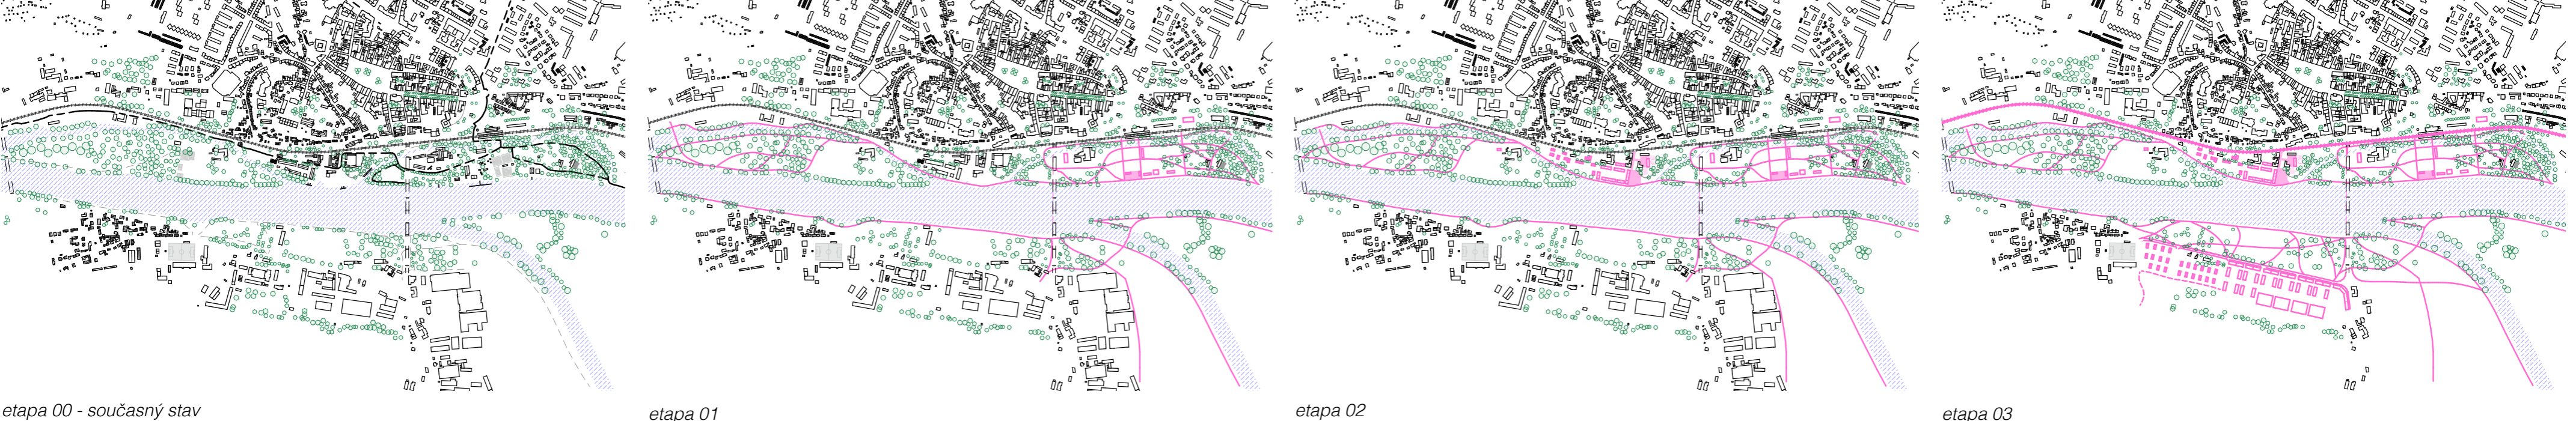 etapa 00 - současný stav
etapa 01
etapa 02
etapa 03